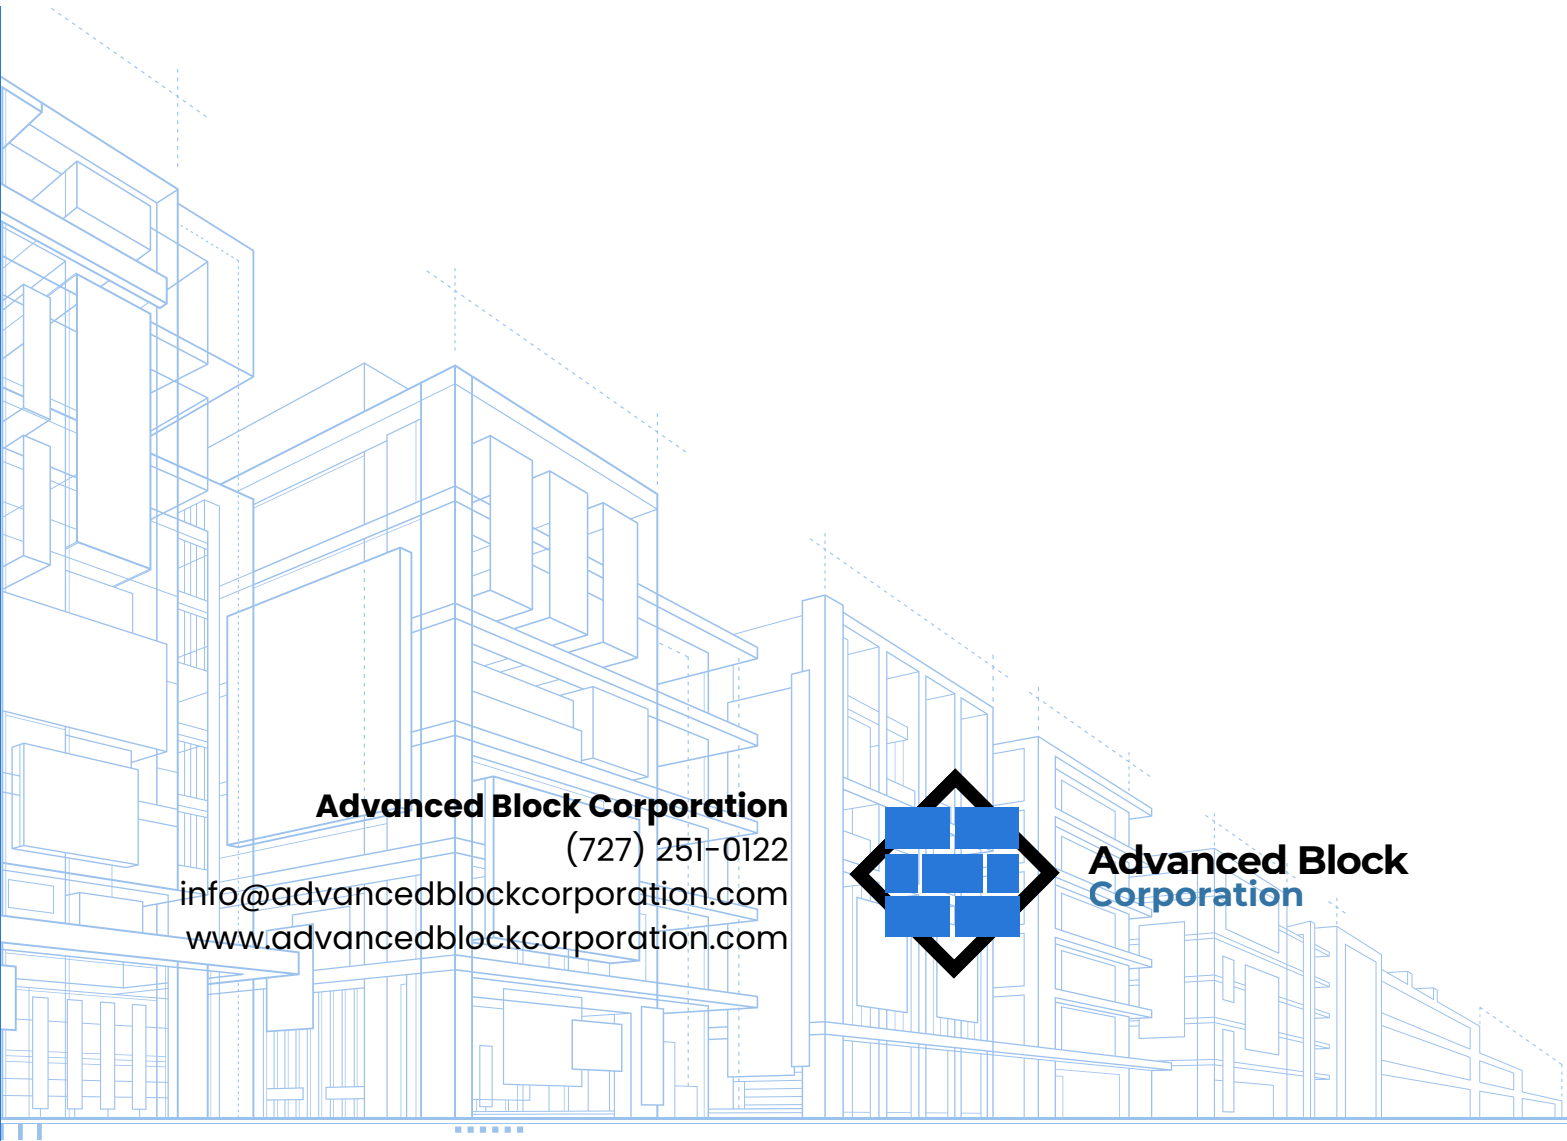 Advanced Block Corporation
(727) 251-0122
info@advancedblockcorporation.com
www.advancedblockcorporation.com
Advanced Block
Corporation